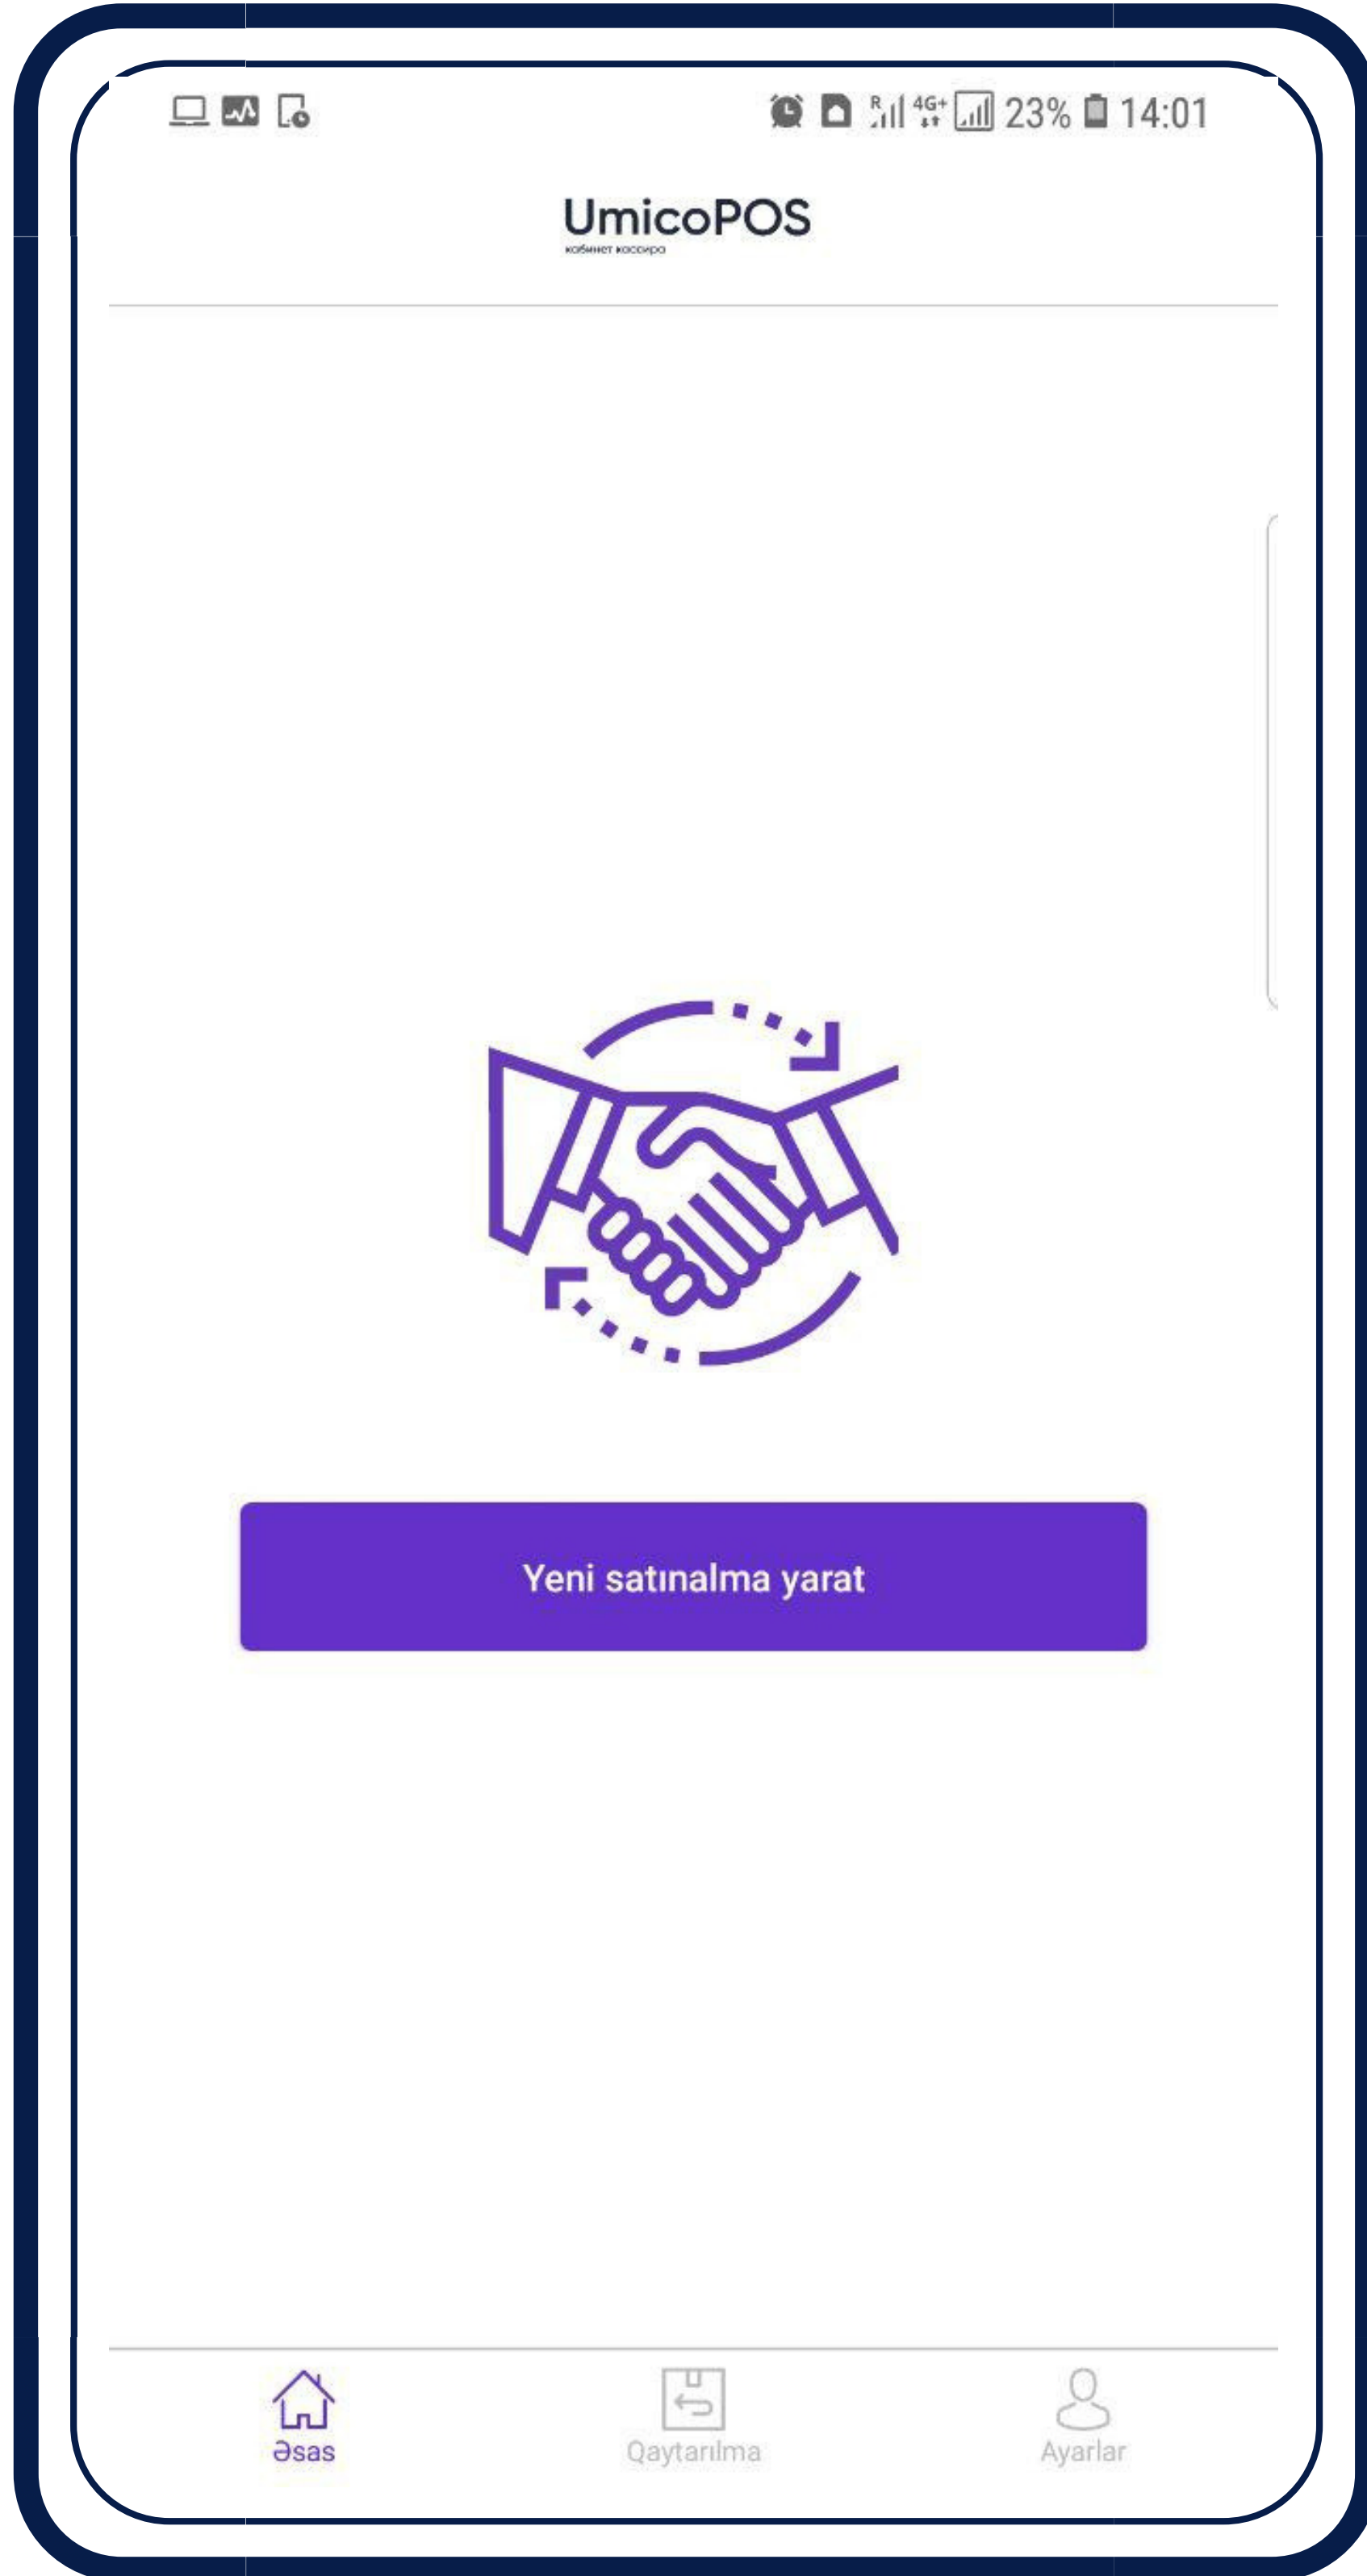 R 4G+ 23% 14:01
UmicoPOS
кабинет кассира
Yeni satınalma yarat
Əsas Qaytarılma Ayarlar